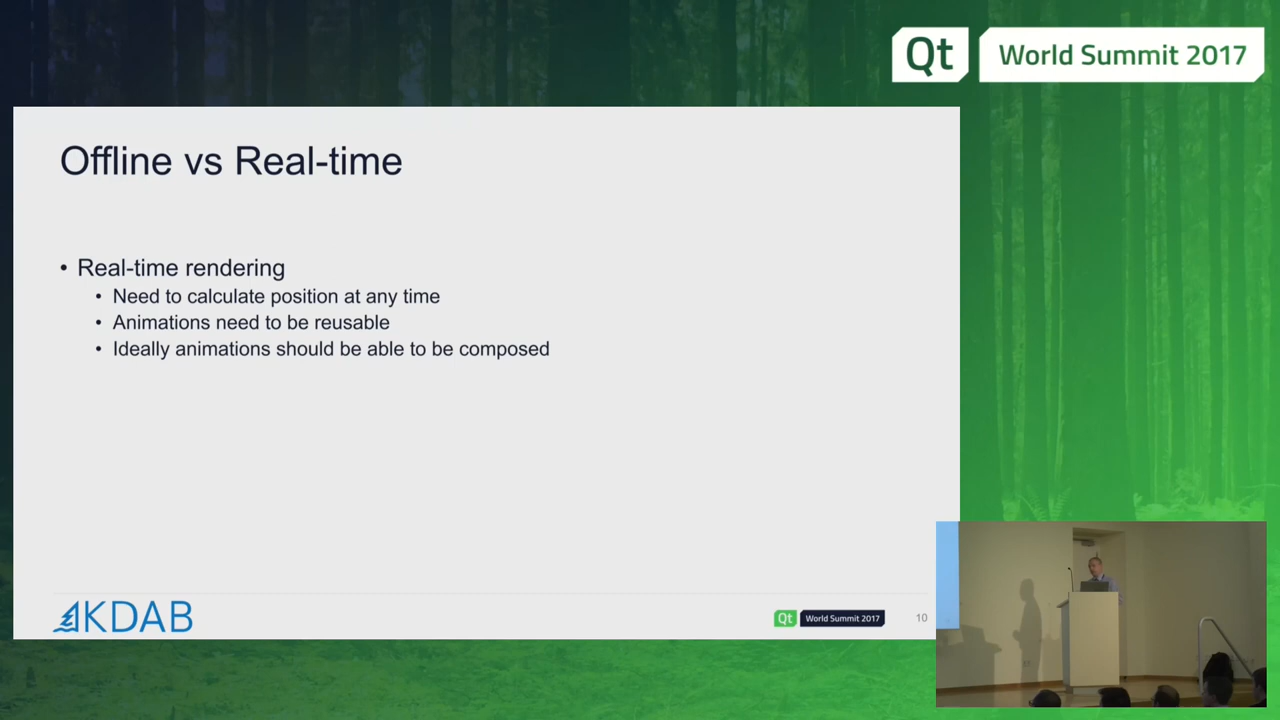 Qt World Summit 2017
Offline vs Real-time
• Real-time rendering
• Need to calculate position at any time
• Animations need to be reusable
• Ideally animations should be able to be composed
KDAB
Qt World Summit 2017
10